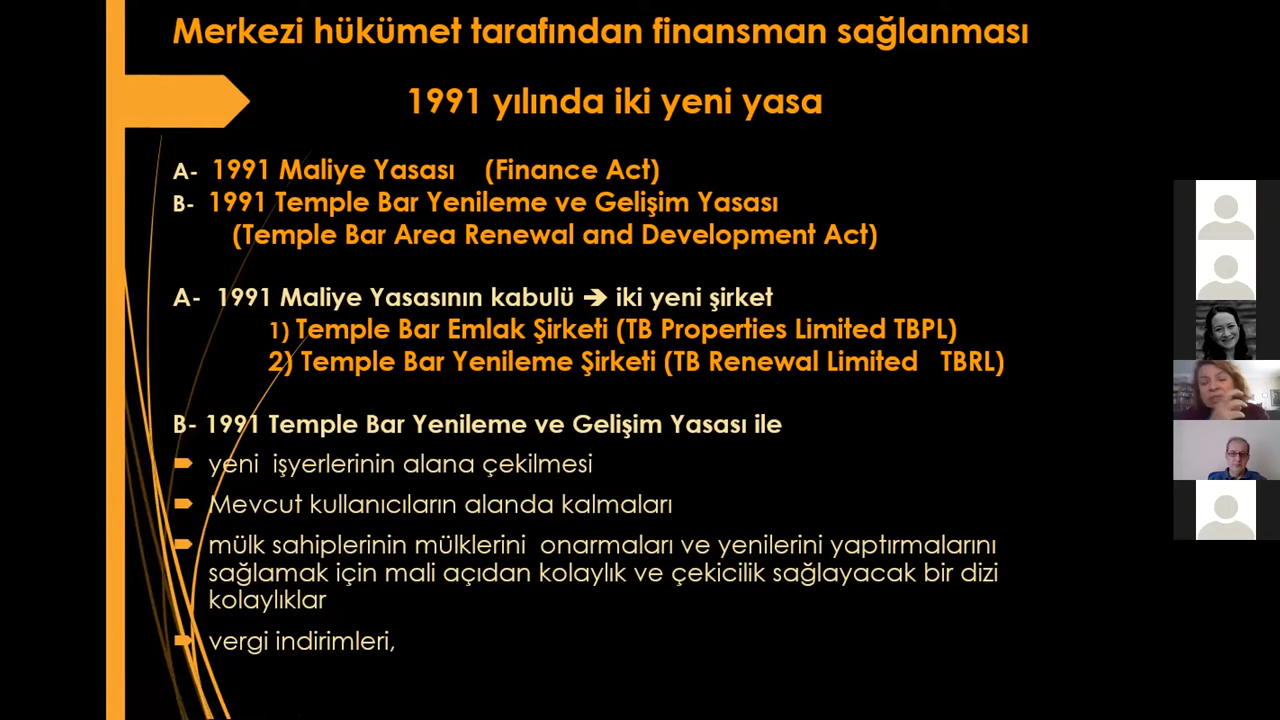 Merkezi hükümet tarafından finansman sağlanması
1991 yılında iki yeni yasa
A- 1991 Maliye Yasası (Finance Act)
B- 1991 Temple Bar Yenileme ve Gelişim Yasası
(Temple Bar Area Renewal and Development Act)
A- 1991 Maliye Yasasının kabulü ➔ iki yeni şirket
1) Temple Bar Emlak Şirketi (TB Properties Limited TBPL)
2) Temple Bar Yenileme Şirketi (TB Renewal Limited TBRL)
B- 1991 Temple Bar Yenileme ve Gelişim Yasası ile
yeni işyerlerinin alana çekilmesi
Mevcut kullanıcıların alanda kalmaları
mülk sahiplerinin mülklerini onarmaları ve yenilerini yaptırmalarını
sağlamak için mali açıdan kolaylık ve çekicilik sağlayacak bir dizi
kolaylıklar
vergi indirimleri,